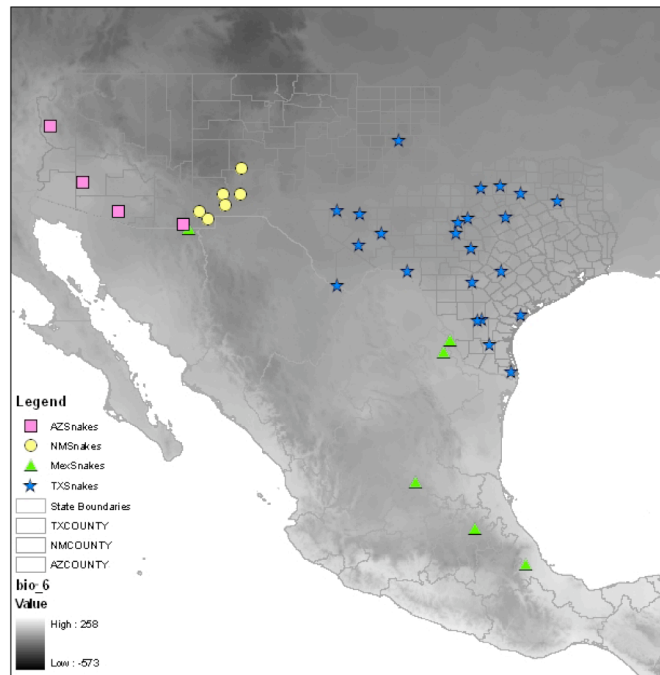 Legend
AZSnakes
NMSnakes
MexSnakes
TXSnakes
State Boundaries
TXCOUNTY
NMCOUNTY
AZCOUNTY
bio_6
Value
High : 258
Low : -573